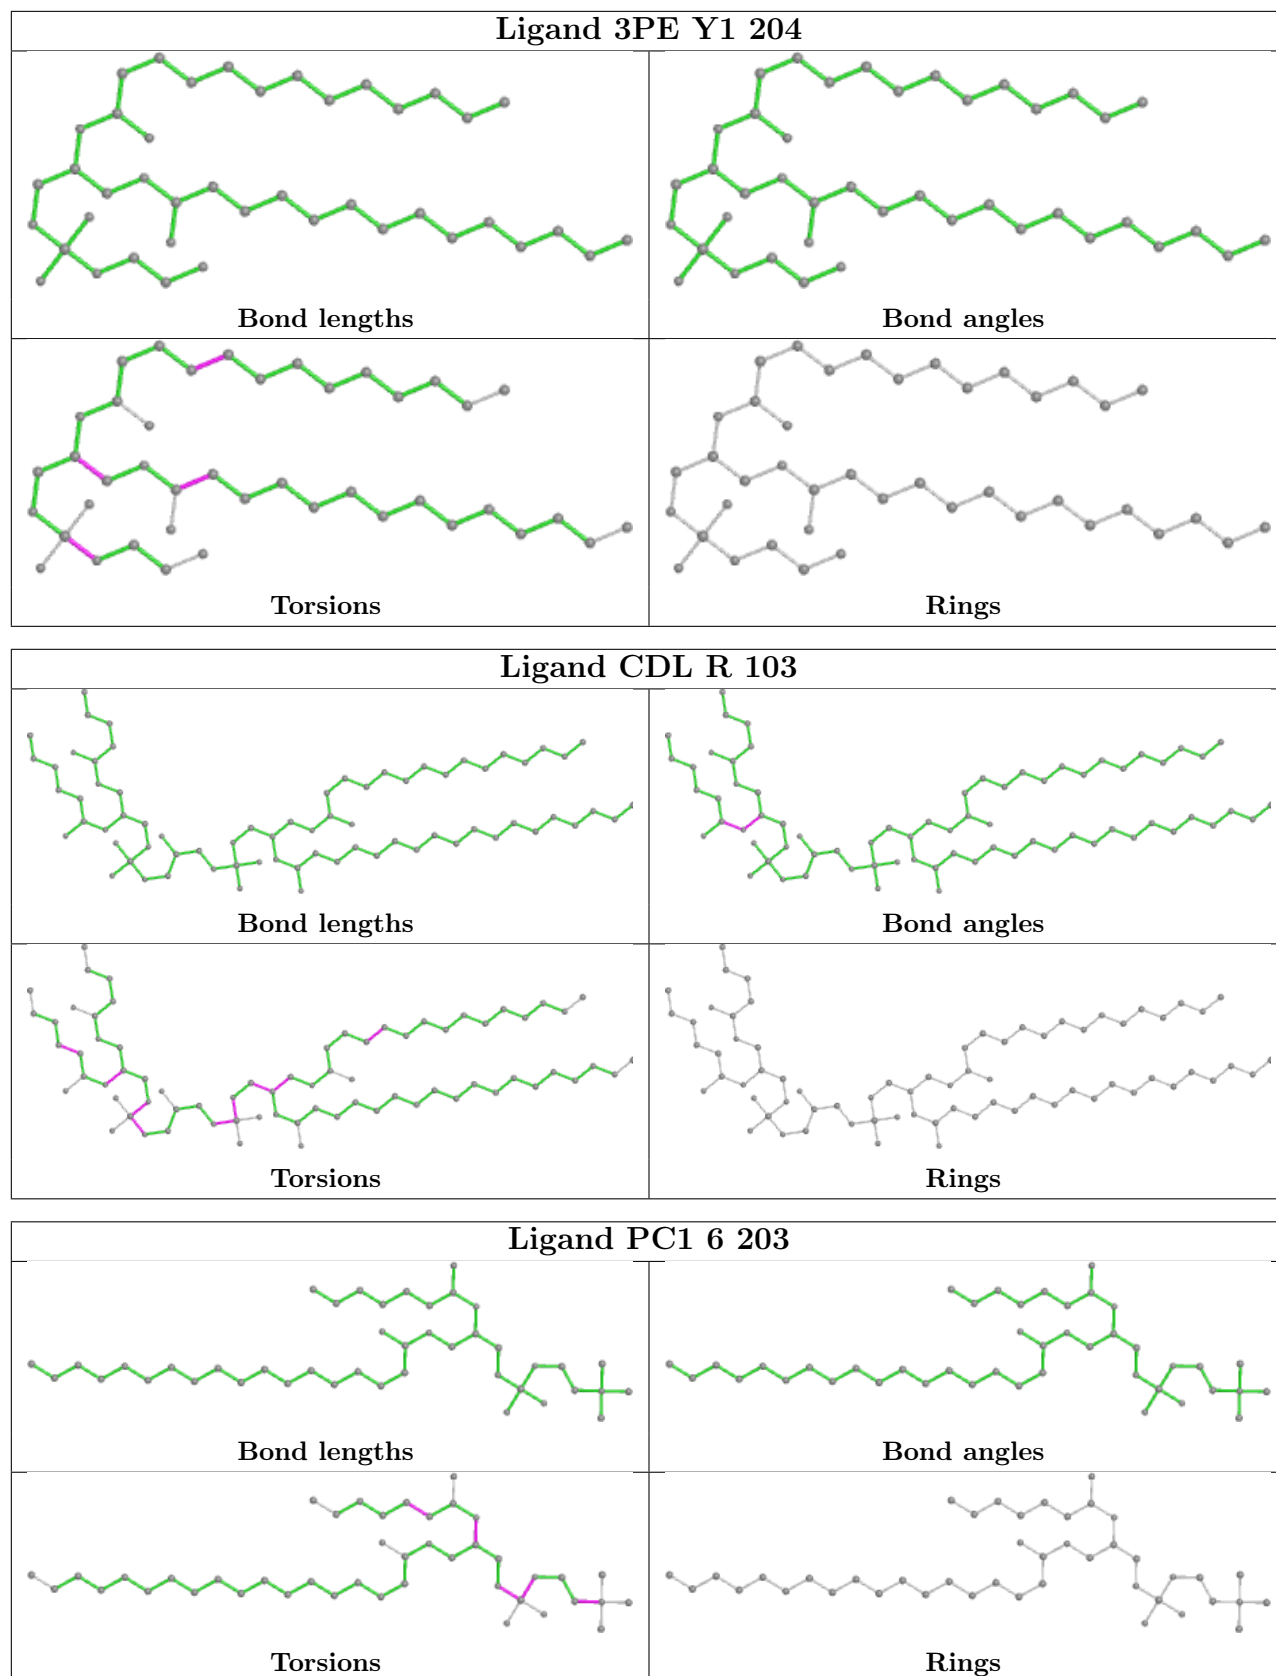 Ligand 3PE Y1 204
Bond lengths
Bond angles
Torsions
Rings
Ligand CDL R 103
Bond lengths
Bond angles
Torsions
Rings
Ligand PC1 6 203
Bond lengths
Bond angles
Torsions
Rings